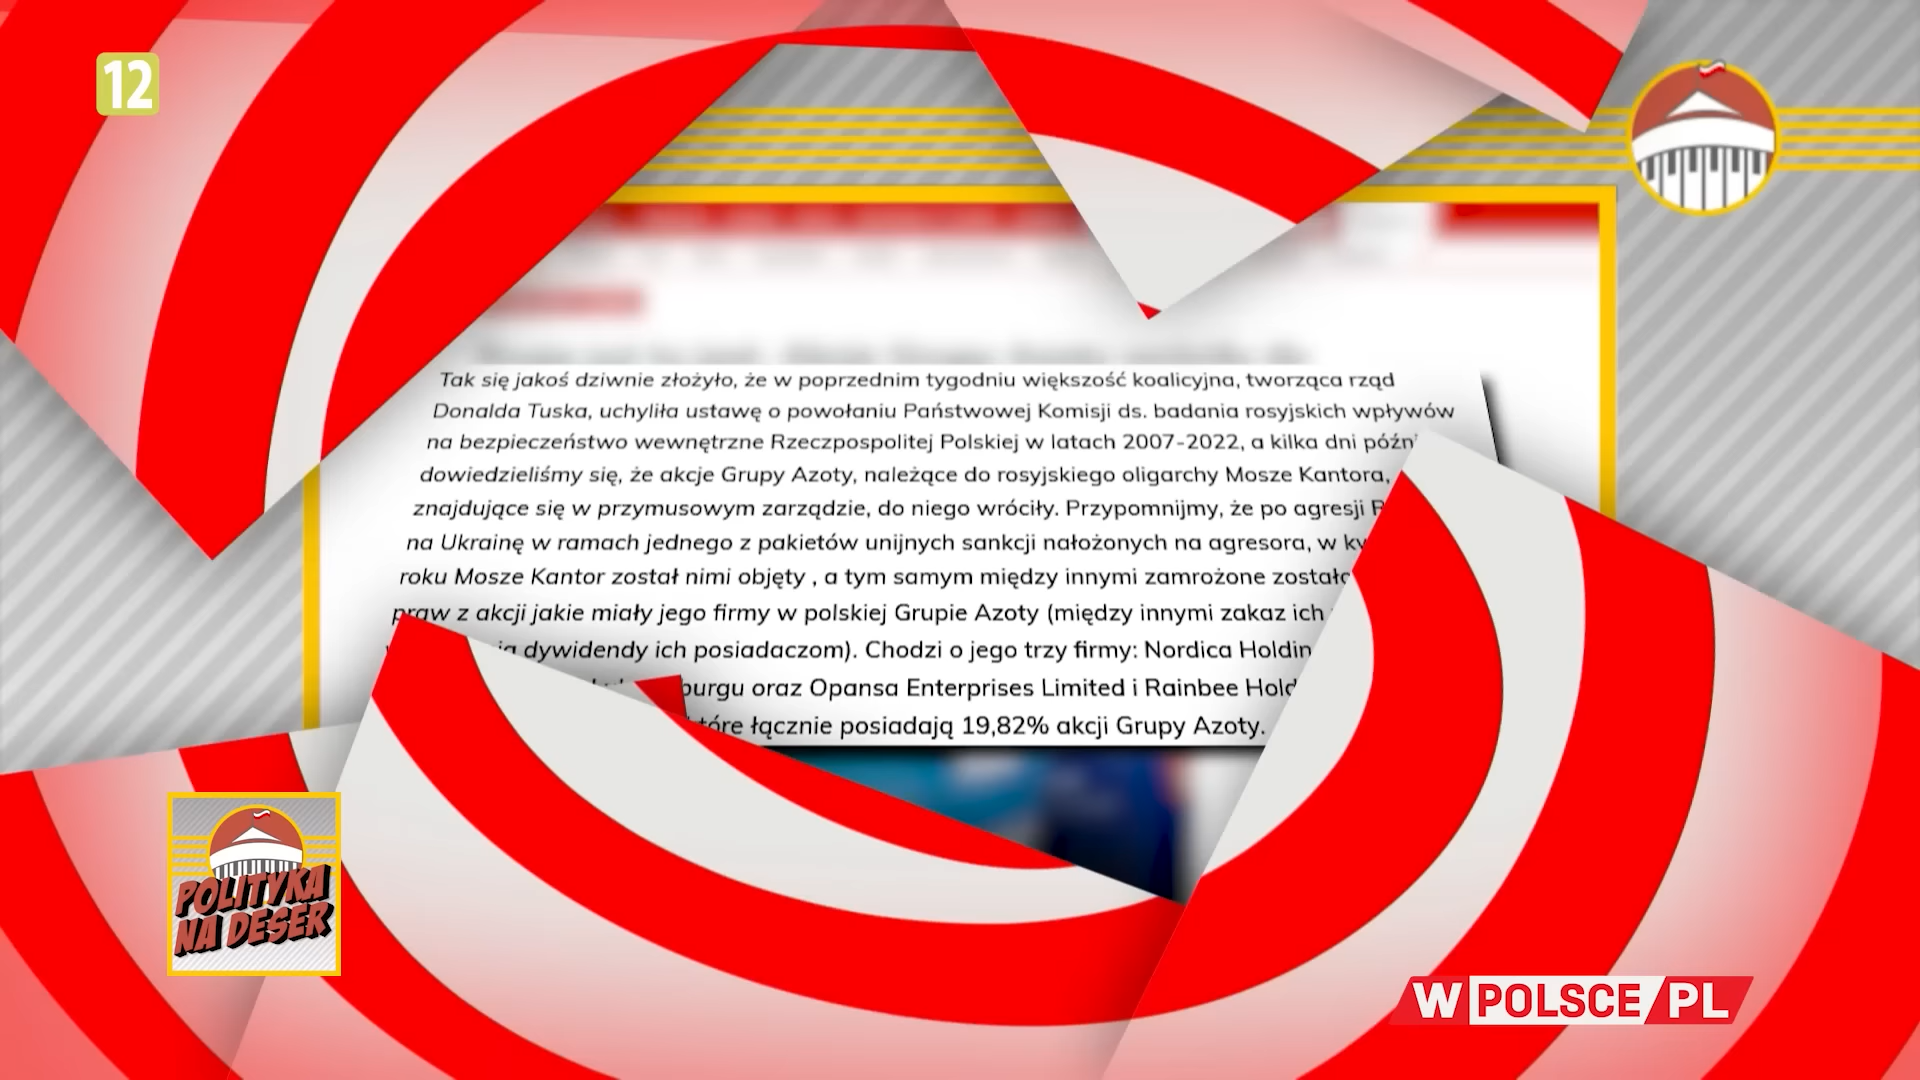 12
Tak się jakoś dziwnie złożyło, że w poprzednim tygodniu większość koalicyjna, tworząca rząd
Donalda Tuska, uchyliła ustawę o powołaniu Państwowej Komisji ds. badania rosyjskich wpływów
na bezpieczeństwo wewnętrzne Rzeczpospolitej Polskiej w latach 2007-2022, a kilka dni
dowiedzieliśmy się, że akcje Grupy Azoty, należące do rosyjskiego oligarchy Mosze Kantora,
znajdujące się w przymusowym zarządzie, do niego wróciły. Przypomnijmy, że po agresji
na Ukrainę w ramach jednego z pakietów unijnych sankcji nałożonych na agresora, w
roku Mosze Kantor został nimi objęty , a tym samym między innymi zamrożone
praw z akcji jakie miały jego firmy w polskiej Grupie Azoty (między innymi zakaz ich
dywidendy ich posiadaczom). Chodzi o jego trzy firmy: Nordica
oraz Opansa Enterprises Limited i Rainbee
łącznie posiadają 19,82% akcji Grupy Azoty.
POLITYKA
NA DESER
W POLSCE/PL